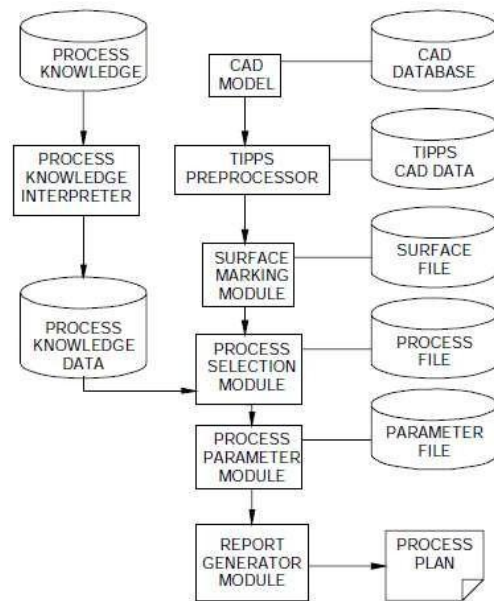 PROCESS
KNOWLEDGE
CAD
MODEL
CAD
DATABASE
PROCESS
KNOWLEDGE
INTERPRETER
TIPPS
PREPROCESSOR
TIPPS
CAD DATA
SURFACE
MARKING
MODULE
SURFACE
FILE
PROCESS
KNOWLEDGE
DATA
PROCESS
SELECTION
MODULE
PROCESS
FILE
PROCESS
PARAMETER
MODULE
PARAMETER
FILE
REPORT
GENERATOR
MODULE
PROCESS
PLAN